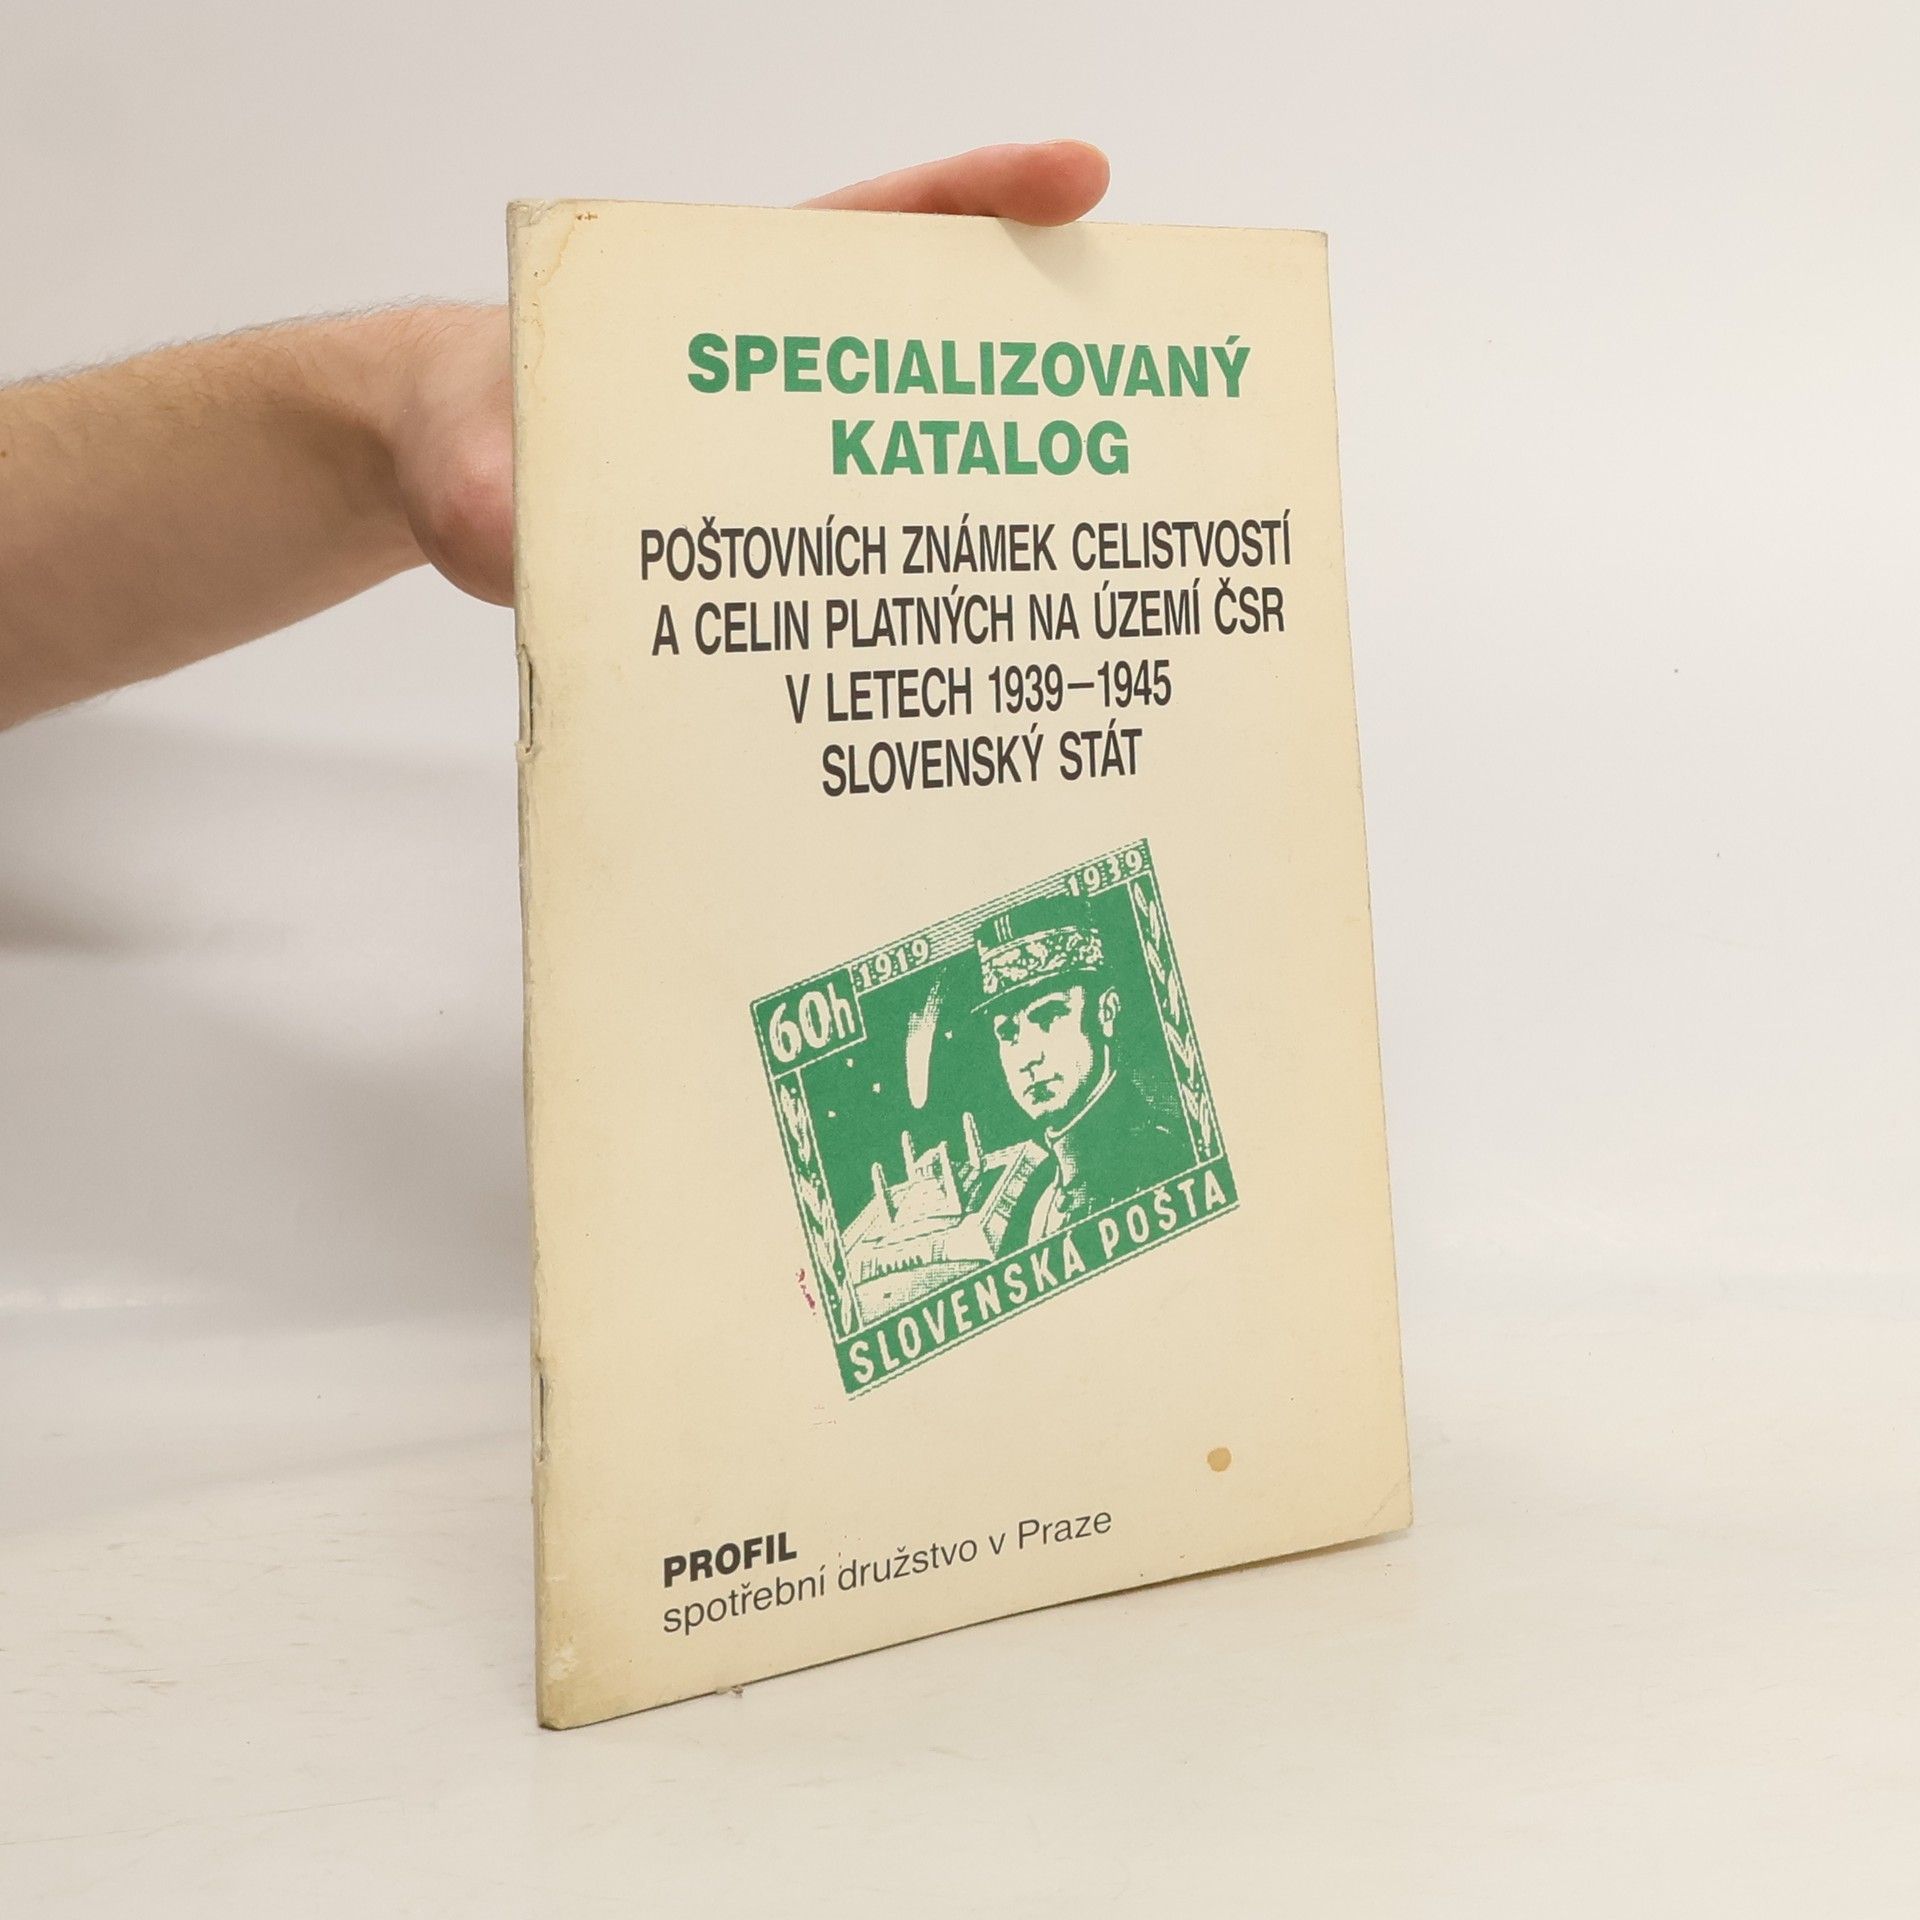 SPECIALIZOVANÝ
KATALOG
POŠTOVNÍCH ZNÁMEK CELISTVOSTÍ
A CELIN PLATNÝCH NA ÚZEMÍ ČSR
V LETECH 1939–1945
SLOVENSKÝ STÁT
60h 1919 1939
SLOVENSKÁ POŠTA
PROFIL
spotřební družstvo v Praze